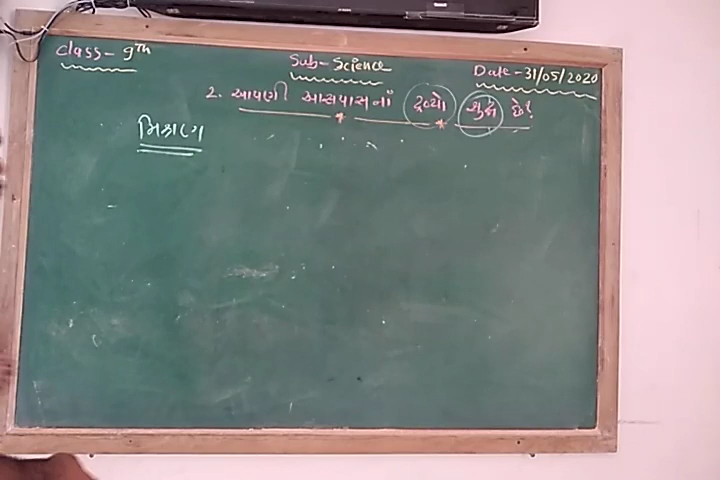 Class- 9th Sub- Science Date - 31/05/2020
2. આપણી આસપાસનાં દ્રવ્યો શુદ્ધ છે?
મિશ્રણ